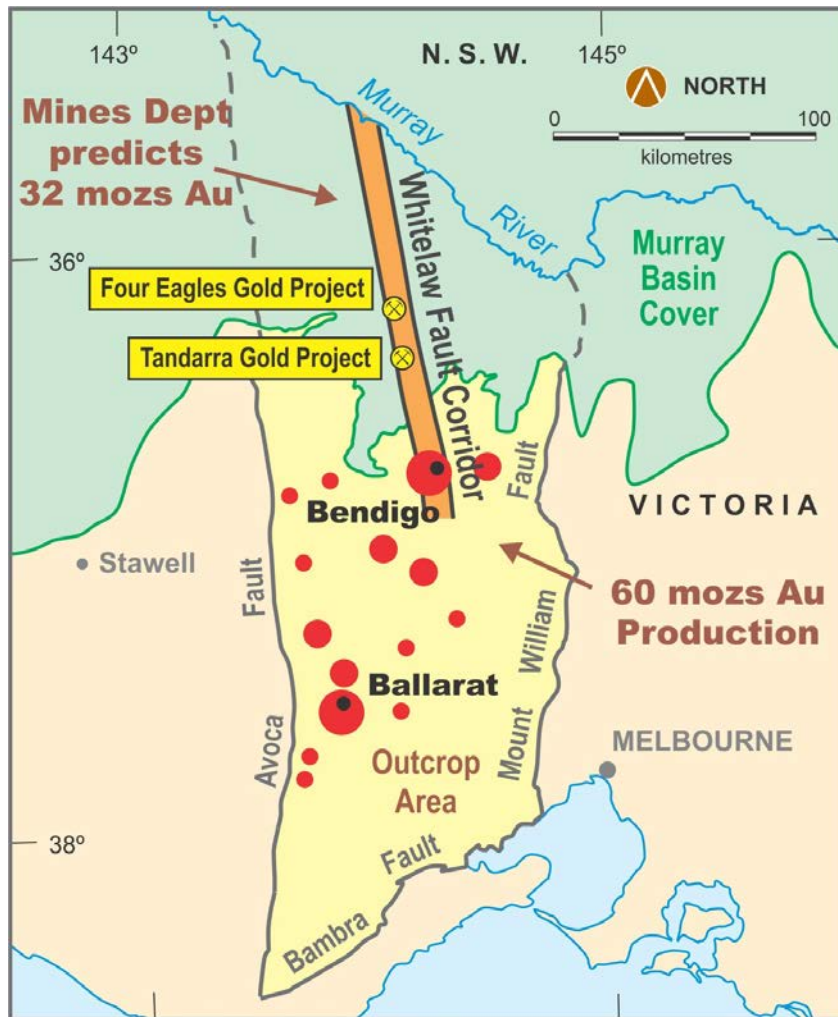 143º
N. S. W.
145º
NORTH
0
100
kilometres
Mines Dept
predicts
32 mozs Au
Murray
River
Whitelaw Fault Corridor
36º
Murray
Basin
Cover
Four Eagles Gold Project
Tandarra Gold Project
Fault
VICTORIA
Bendigo
Stawell
Fault
60 mozs Au
Production
William
Ballarat
Avoca
Mount
MELBOURNE
Outcrop
Area
38º
Fault
Bambra